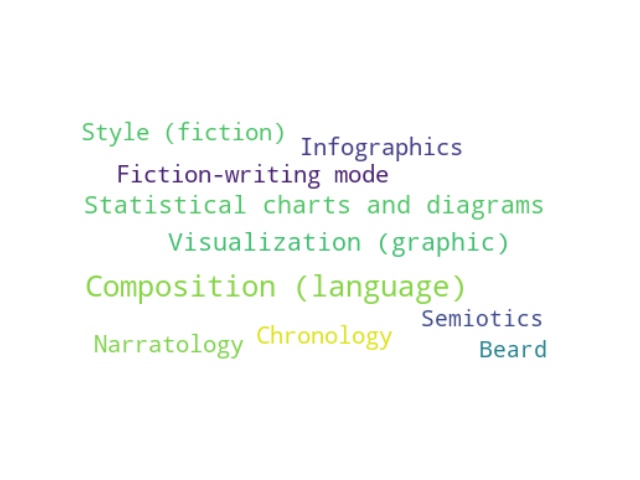 Style (fiction)
Infographics
Fiction-writing mode
Statistical charts and diagrams
Visualization (graphic)
Composition (language)
Semiotics
Chronology
Narratology
Beard